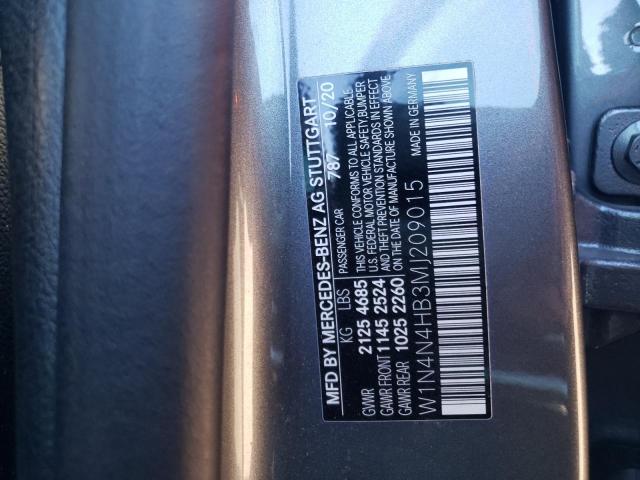 MFD BY MERCEDES-BENZ AG STUTTGART
KG LBS PASSENGER CAR 787 10/20
GVWR 2125 4685 THIS VEHICLE CONFORMS TO ALL APPLICABLE
GAWR FRONT 1145 2524 U.S. FEDERAL MOTOR VEHICLE SAFETY BUMPER
AND THEFT PREVENTION STANDARDS IN EFFECT
GAWR REAR 1025 2260 ON THE DATE OF MANUFACTURE SHOWN ABOVE
MADE IN GERMANY
W1N4N4HB3MJ209015